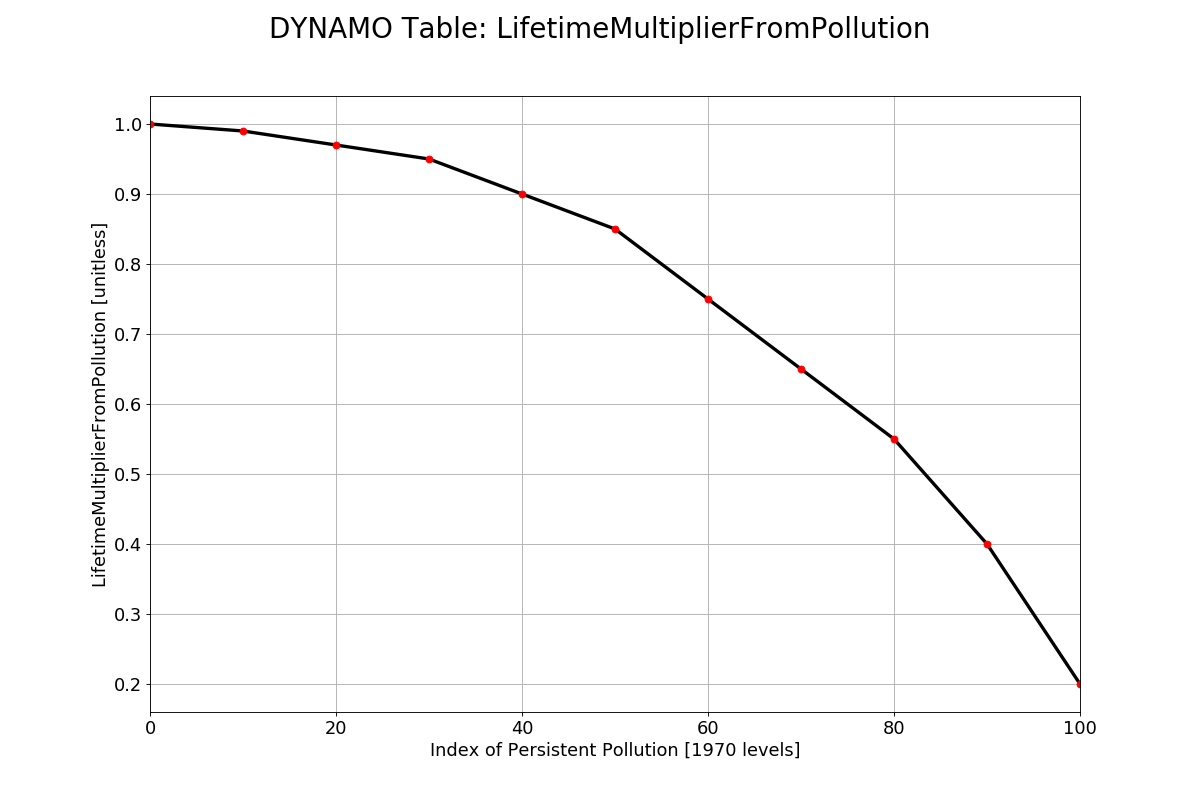 DYNAMO Table: LifetimeMultiplierFromPollution
LifetimeMultiplierFromPollution [unitless]
1.0
0.9
0.8
0.7
0.6
0.5
0.4
0.3
0.2
0 20 40 60 80 100
Index of Persistent Pollution [1970 levels]